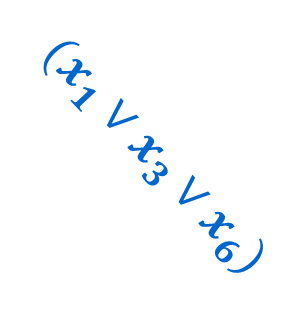 (x₁ ∨ x₃ ∨ x₆)